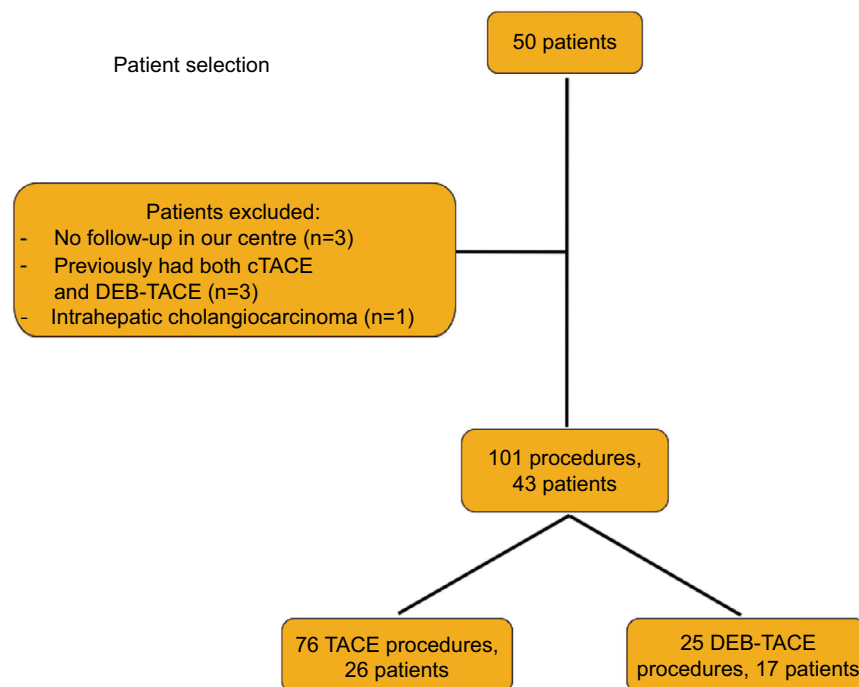 50 patients
Patient selection
Patients excluded:
- No follow-up in our centre (n=3)
- Previously had both cTACE
and DEB-TACE (n=3)
- Intrahepatic cholangiocarcinoma (n=1)
101 procedures,
43 patients
76 TACE procedures,
26 patients
25 DEB-TACE
procedures, 17 patients